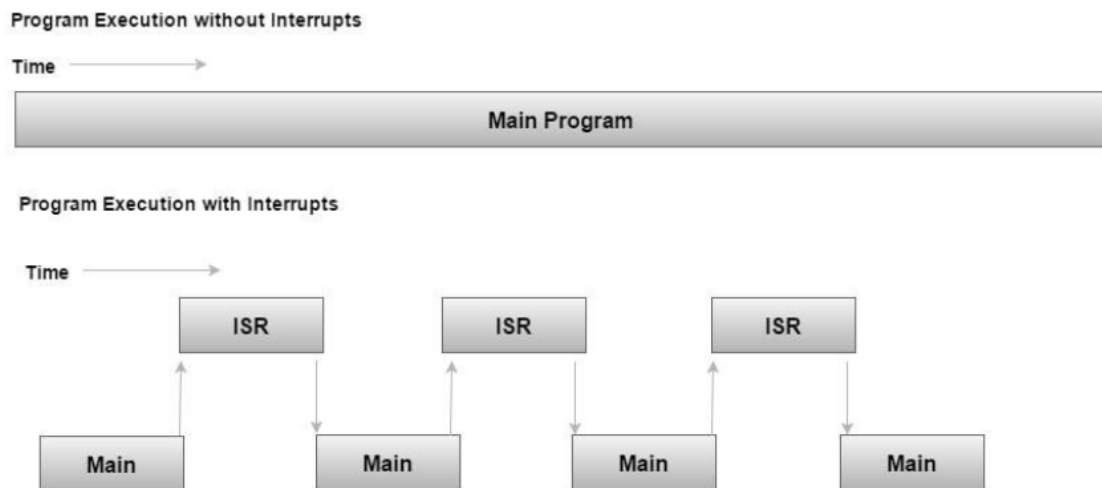 Program Execution without Interrupts
Time
Main Program
Program Execution with Interrupts
Time
ISR ISR ISR
Main Main Main Main